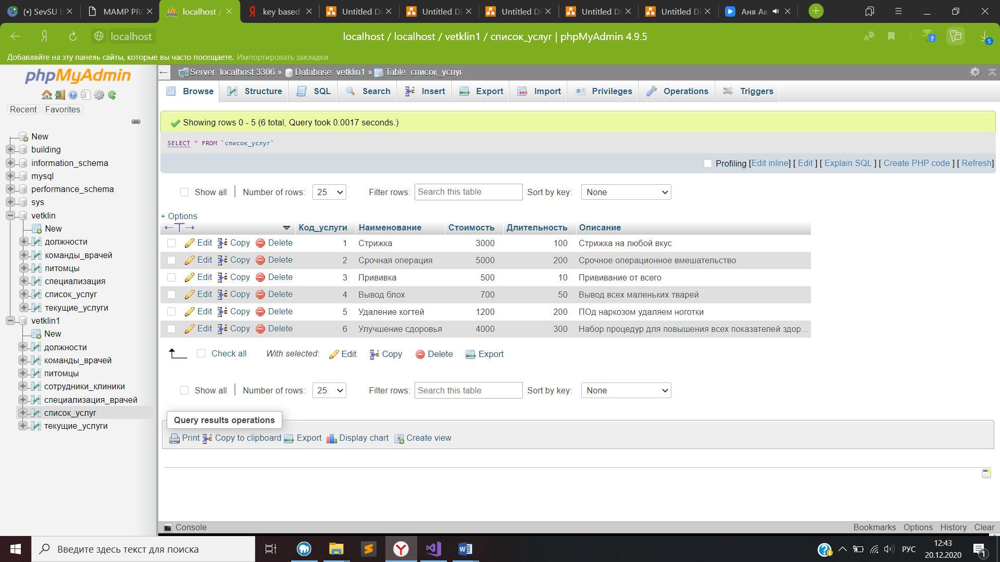 (•) SevSU IS
MAMP PRO
localhost /
key based
Untitled Di
Untitled Di
Untitled Di
Untitled Di
Untitled Di
Аня Ак
localhost
localhost / localhost / vetklin1 / список_услуг | phpMyAdmin 4.9.5
5
Добавляйте на эту панель сайты, которые вы часто посещаете. Импортировать закладки
phpMyAdmin
Recent Favorites
New
building
information_schema
mysql
performance_schema
sys
vetklin
New
должности
команды_врачей
питомцы
специализация
список_услуг
текущие_услуги
vetklin1
New
должности
команды_врачей
питомцы
сотрудники_клиники
специализация_врачей
список_услуг
текущие_услуги
Server: localhost:3306 » Database: vetklin1 » Table: список_услуг
Browse Structure SQL Search Insert Export Import Privileges Operations Triggers
Showing rows 0 - 5 (6 total, Query took 0.0017 seconds.)
SELECT * FROM `список_услуг`
Profiling [Edit inline] [ Edit ] [ Explain SQL ] [ Create PHP code ] [ Refresh]
Show all Number of rows: 25 Filter rows: Search this table Sort by key: None
+ Options
Код_услуги Наименование Стоимость Длительность Описание
Edit Copy Delete 1 Стрижка 3000 100 Стрижка на любой вкус
Edit Copy Delete 2 Срочная операция 5000 200 Срочное операционное вмешательство
Edit Copy Delete 3 Прививка 500 10 Прививание от всего
Edit Copy Delete 4 Вывод блох 700 50 Вывод всех маленьких тварей
Edit Copy Delete 5 Удаление когтей 1200 200 ПОд наркозом удаляем ноготки
Edit Copy Delete 6 Улучшение здоровья 4000 300 Набор процедур для повышения всех показателей здор...
Check all With selected: Edit Copy Delete Export
Show all Number of rows: 25 Filter rows: Search this table Sort by key: None
Query results operations
Print Copy to clipboard Export Display chart Create view
Console
Bookmarks Options History Clear
Введите здесь текст для поиска
РУС
12:43
20.12.2020
1